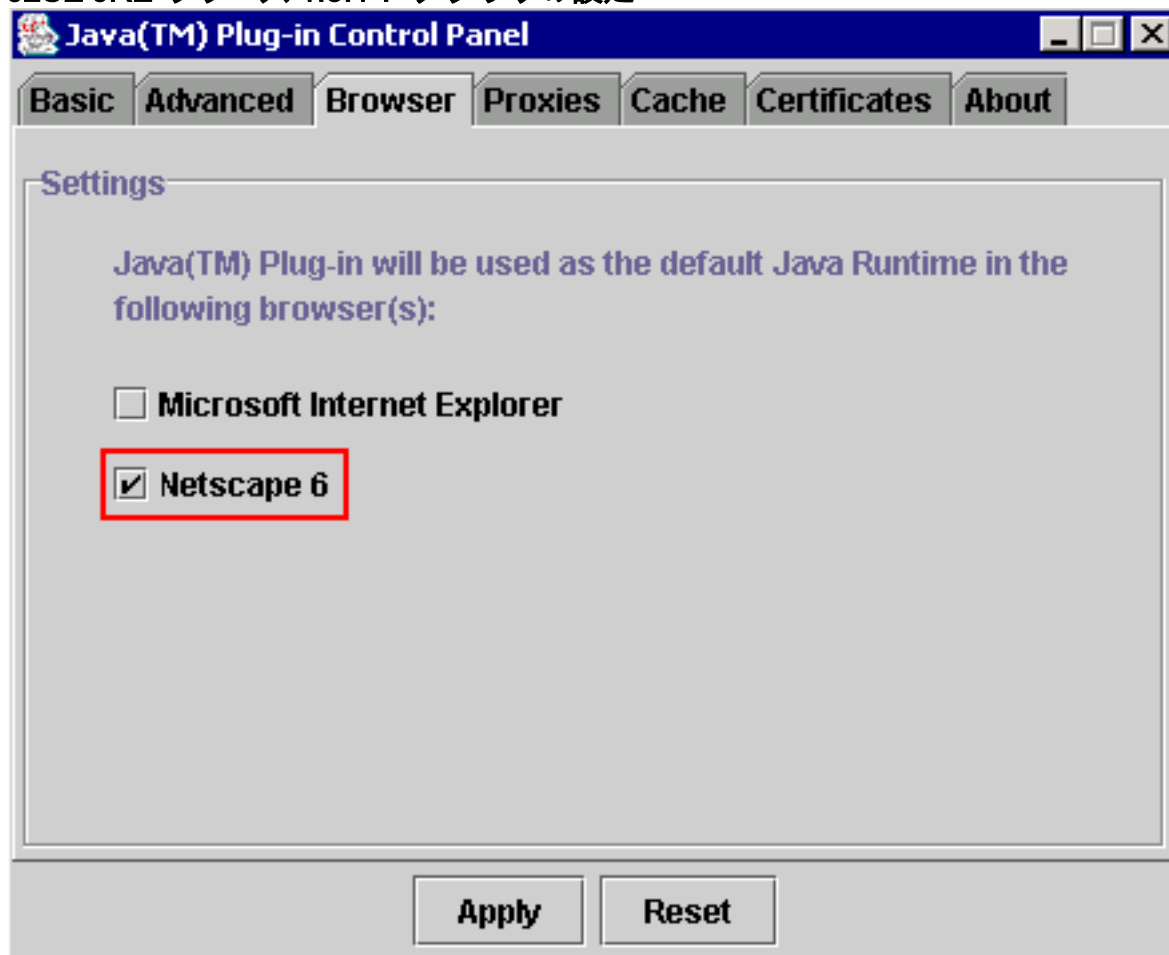 Java(TM) Plug-in Control Panel
Basic Advanced Browser Proxies Cache Certificates About
Settings
Java(TM) Plug-in will be used as the default Java Runtime in the
following browser(s):
Microsoft Internet Explorer
Netscape 6
Apply Reset